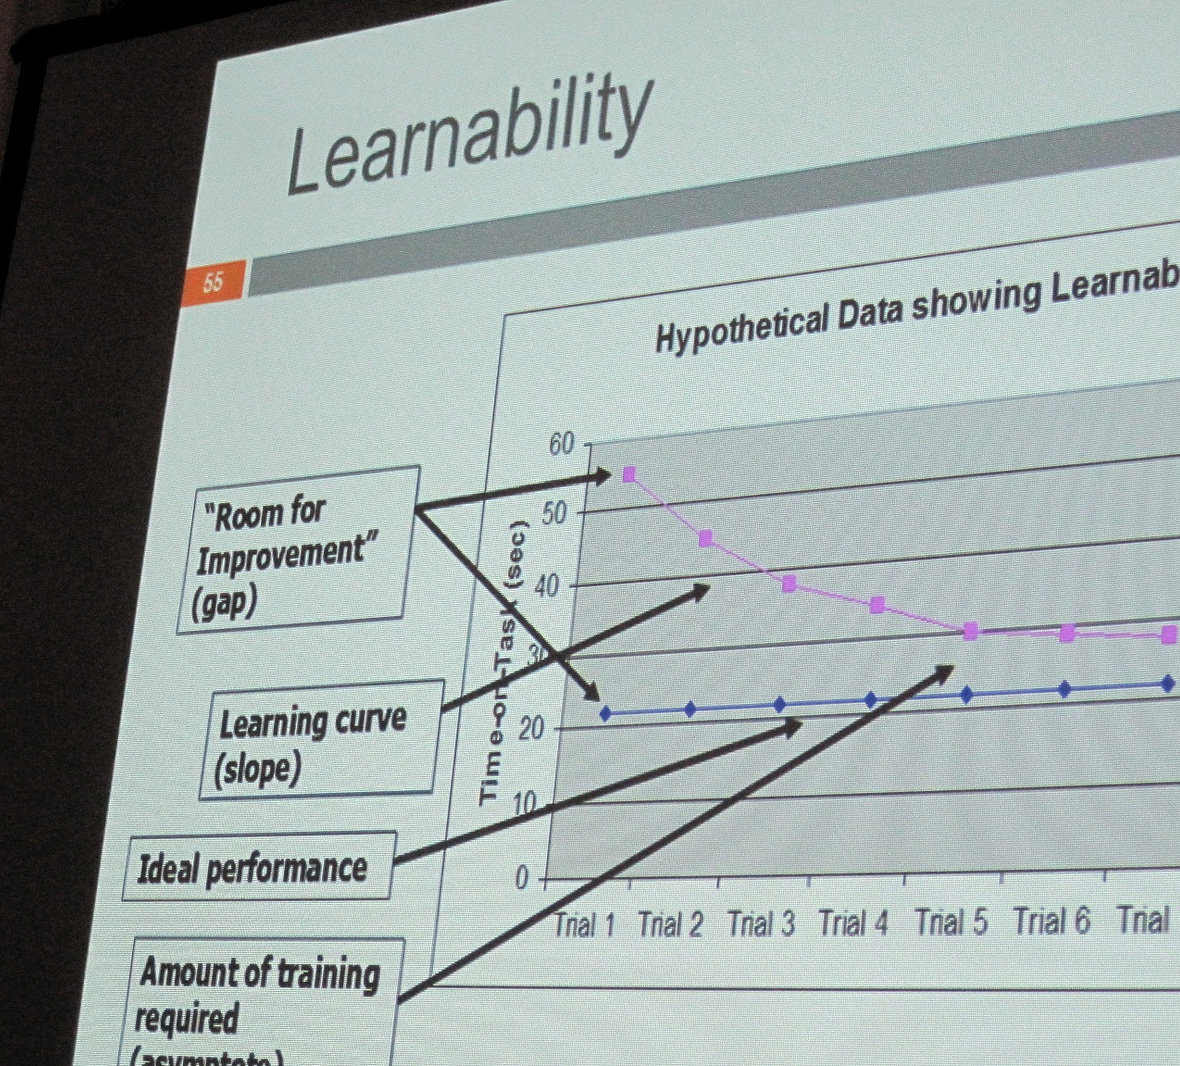 Learnability
55
Hypothetical Data showing Learnab
"Room for
Improvement"
(gap)
Learning curve
(slope)
Ideal performance
Amount of training
required
(asymptote)
Time-on-Task (sec)
60
50
40
30
20
10
0
Trial 1 Trial 2 Trial 3 Trial 4 Trial 5 Trial 6 Trial